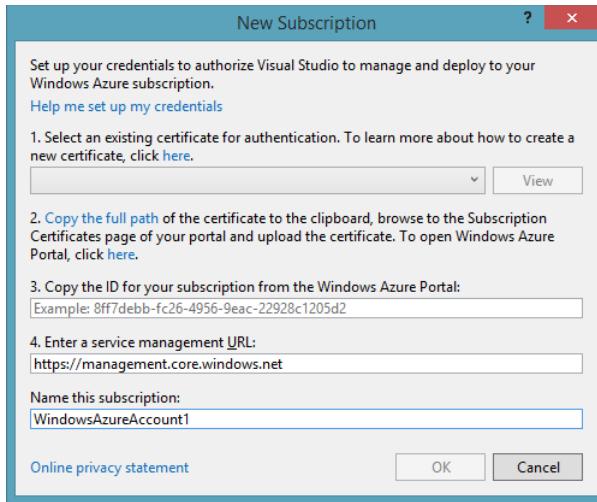 New Subscription
?
Set up your credentials to authorize Visual Studio to manage and deploy to your
Windows Azure subscription.
Help me set up my credentials
1. Select an existing certificate for authentication. To learn more about how to create a
new certificate, click here.
View
2. Copy the full path of the certificate to the clipboard, browse to the Subscription
Certificates page of your portal and upload the certificate. To open Windows Azure
Portal, click here.
3. Copy the ID for your subscription from the Windows Azure Portal:
Example: 8ff7debb-fc26-4956-9eac-22928c1205d2
4. Enter a service management URL:
https://management.core.windows.net
Name this subscription:
WindowsAzureAccount1
Online privacy statement
OK
Cancel